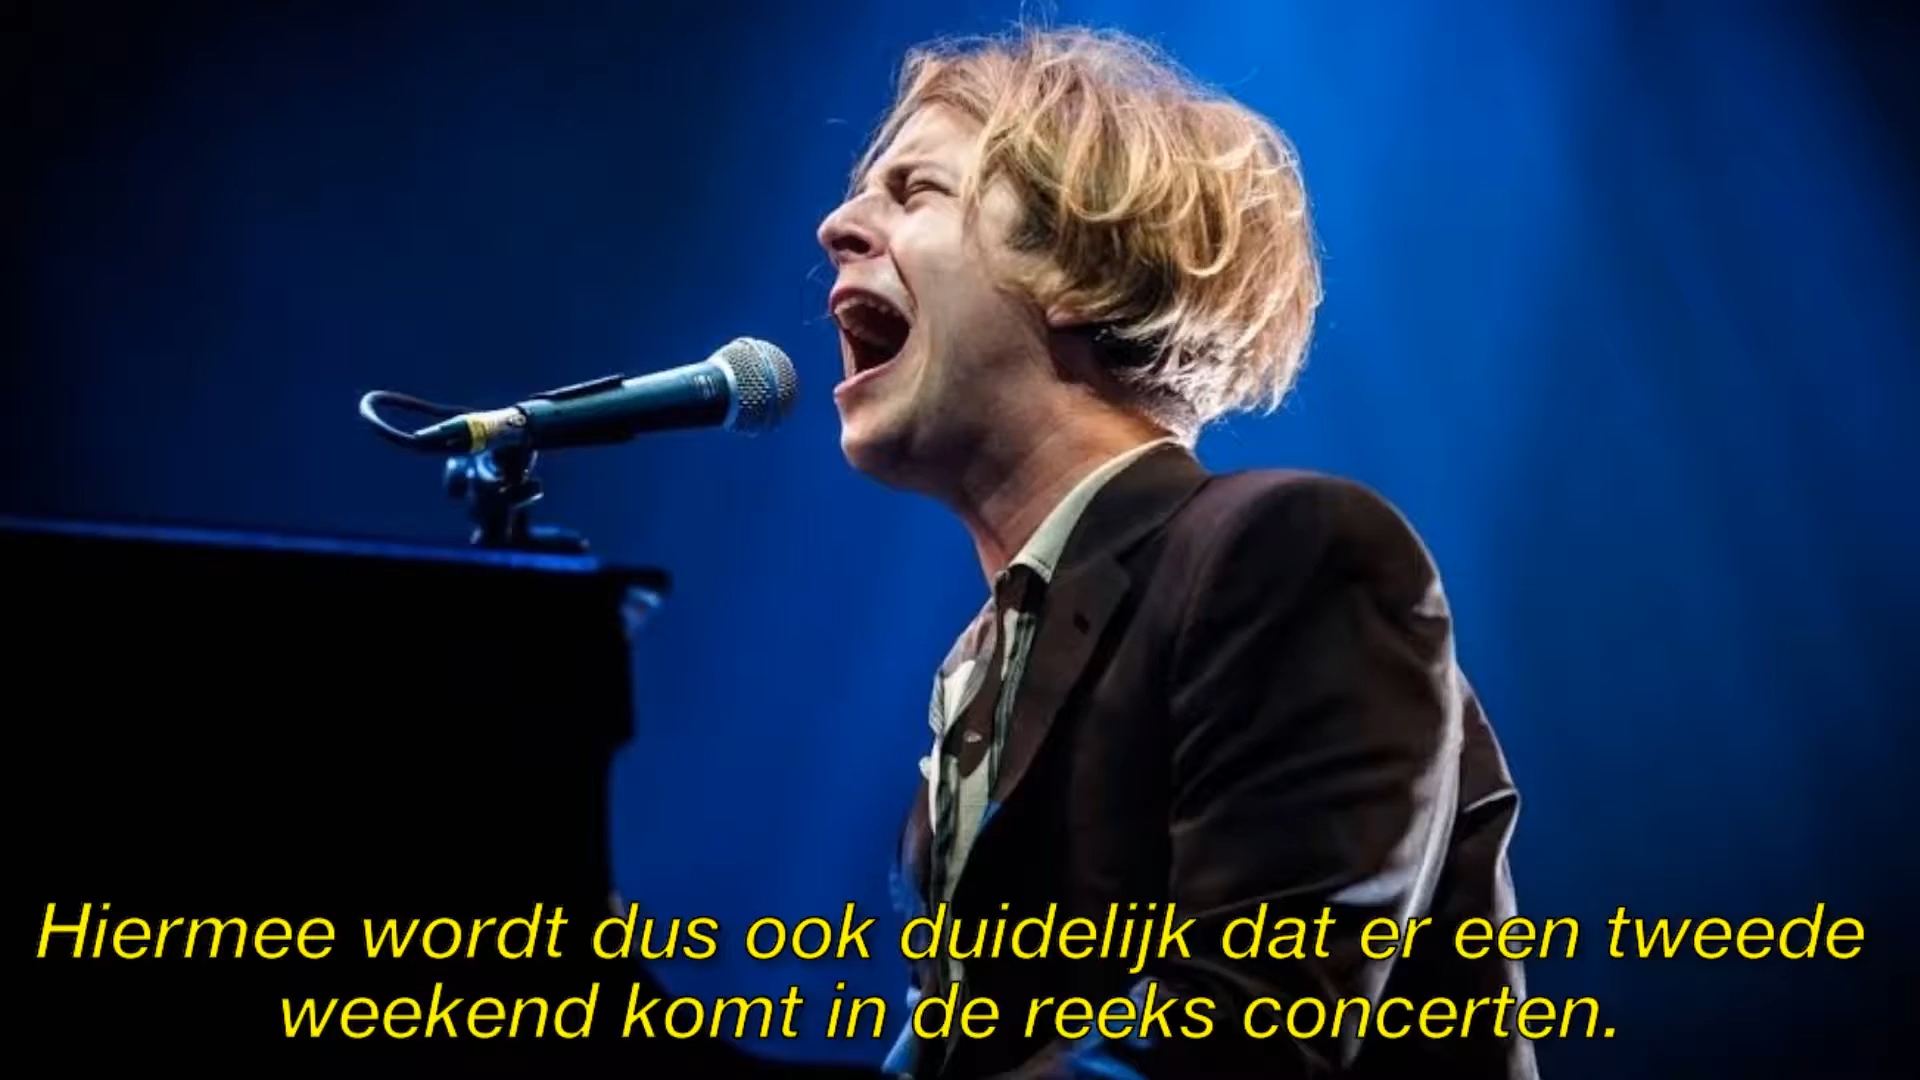 Hiermee wordt dus ook duidelijk dat er een tweede
weekend komt in de reeks concerten.